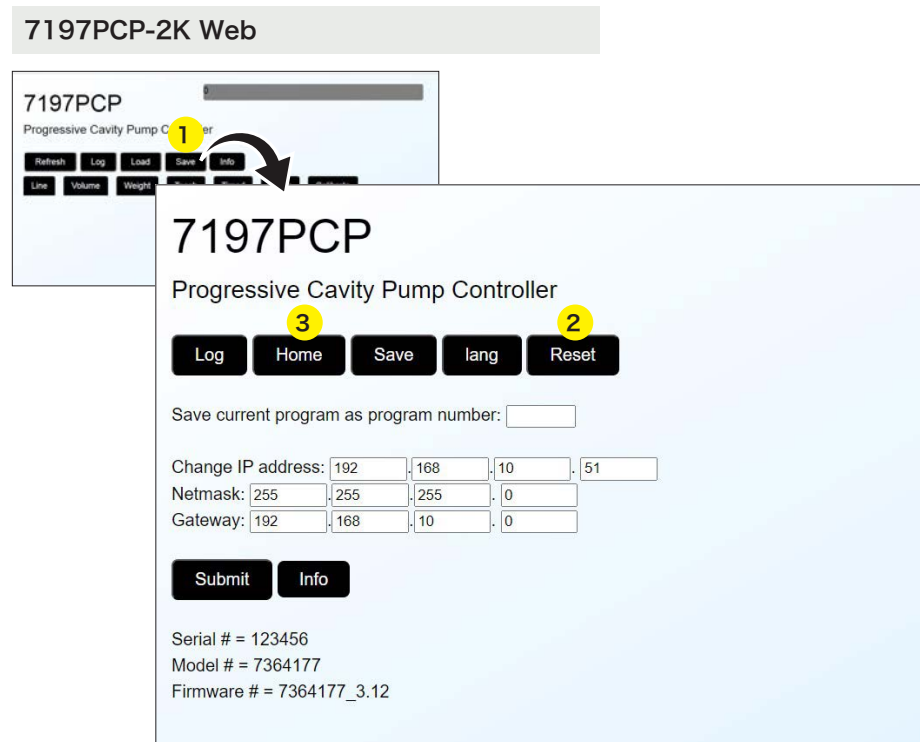 7197PCP-2K Web
0
7197PCP
Progressive Cavity Pump C er
1
Refresh Log Load Save Info
Line Volume Weight
7197PCP
Progressive Cavity Pump Controller
3 2
Log Home Save lang Reset
Save current program as program number:
Change IP address: 192 . 168 . 10 . 51
Netmask: 255 . 255 . 255 . 0
Gateway: 192 . 168 . 10 . 0
Submit Info
Serial # = 123456
Model # = 7364177
Firmware # = 7364177_3.12